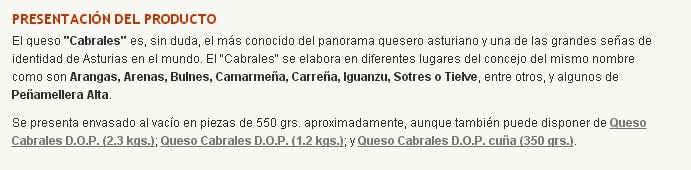 PRESENTACIÓN DEL PRODUCTO
El queso "Cabrales" es, sin duda, el más conocido del panorama quesero asturiano y una de las grandes señas de
identidad de Asturias en el mundo. El "Cabrales" se elabora en diferentes lugares del concejo del mismo nombre
como son Arangas, Arenas, Bulnes, Camarmeña, Carreña, Iguanzu, Sotres o Tielve, entre otros, y algunos de
Peñamellera Alta.
Se presenta envasado al vacío en piezas de 550 grs. aproximadamente, aunque también puede disponer de Queso
Cabrales D.O.P. (2.3 kgs.); Queso Cabrales D.O.P. (1.2 kgs.); y Queso Cabrales D.O.P. cuña (350 grs.).